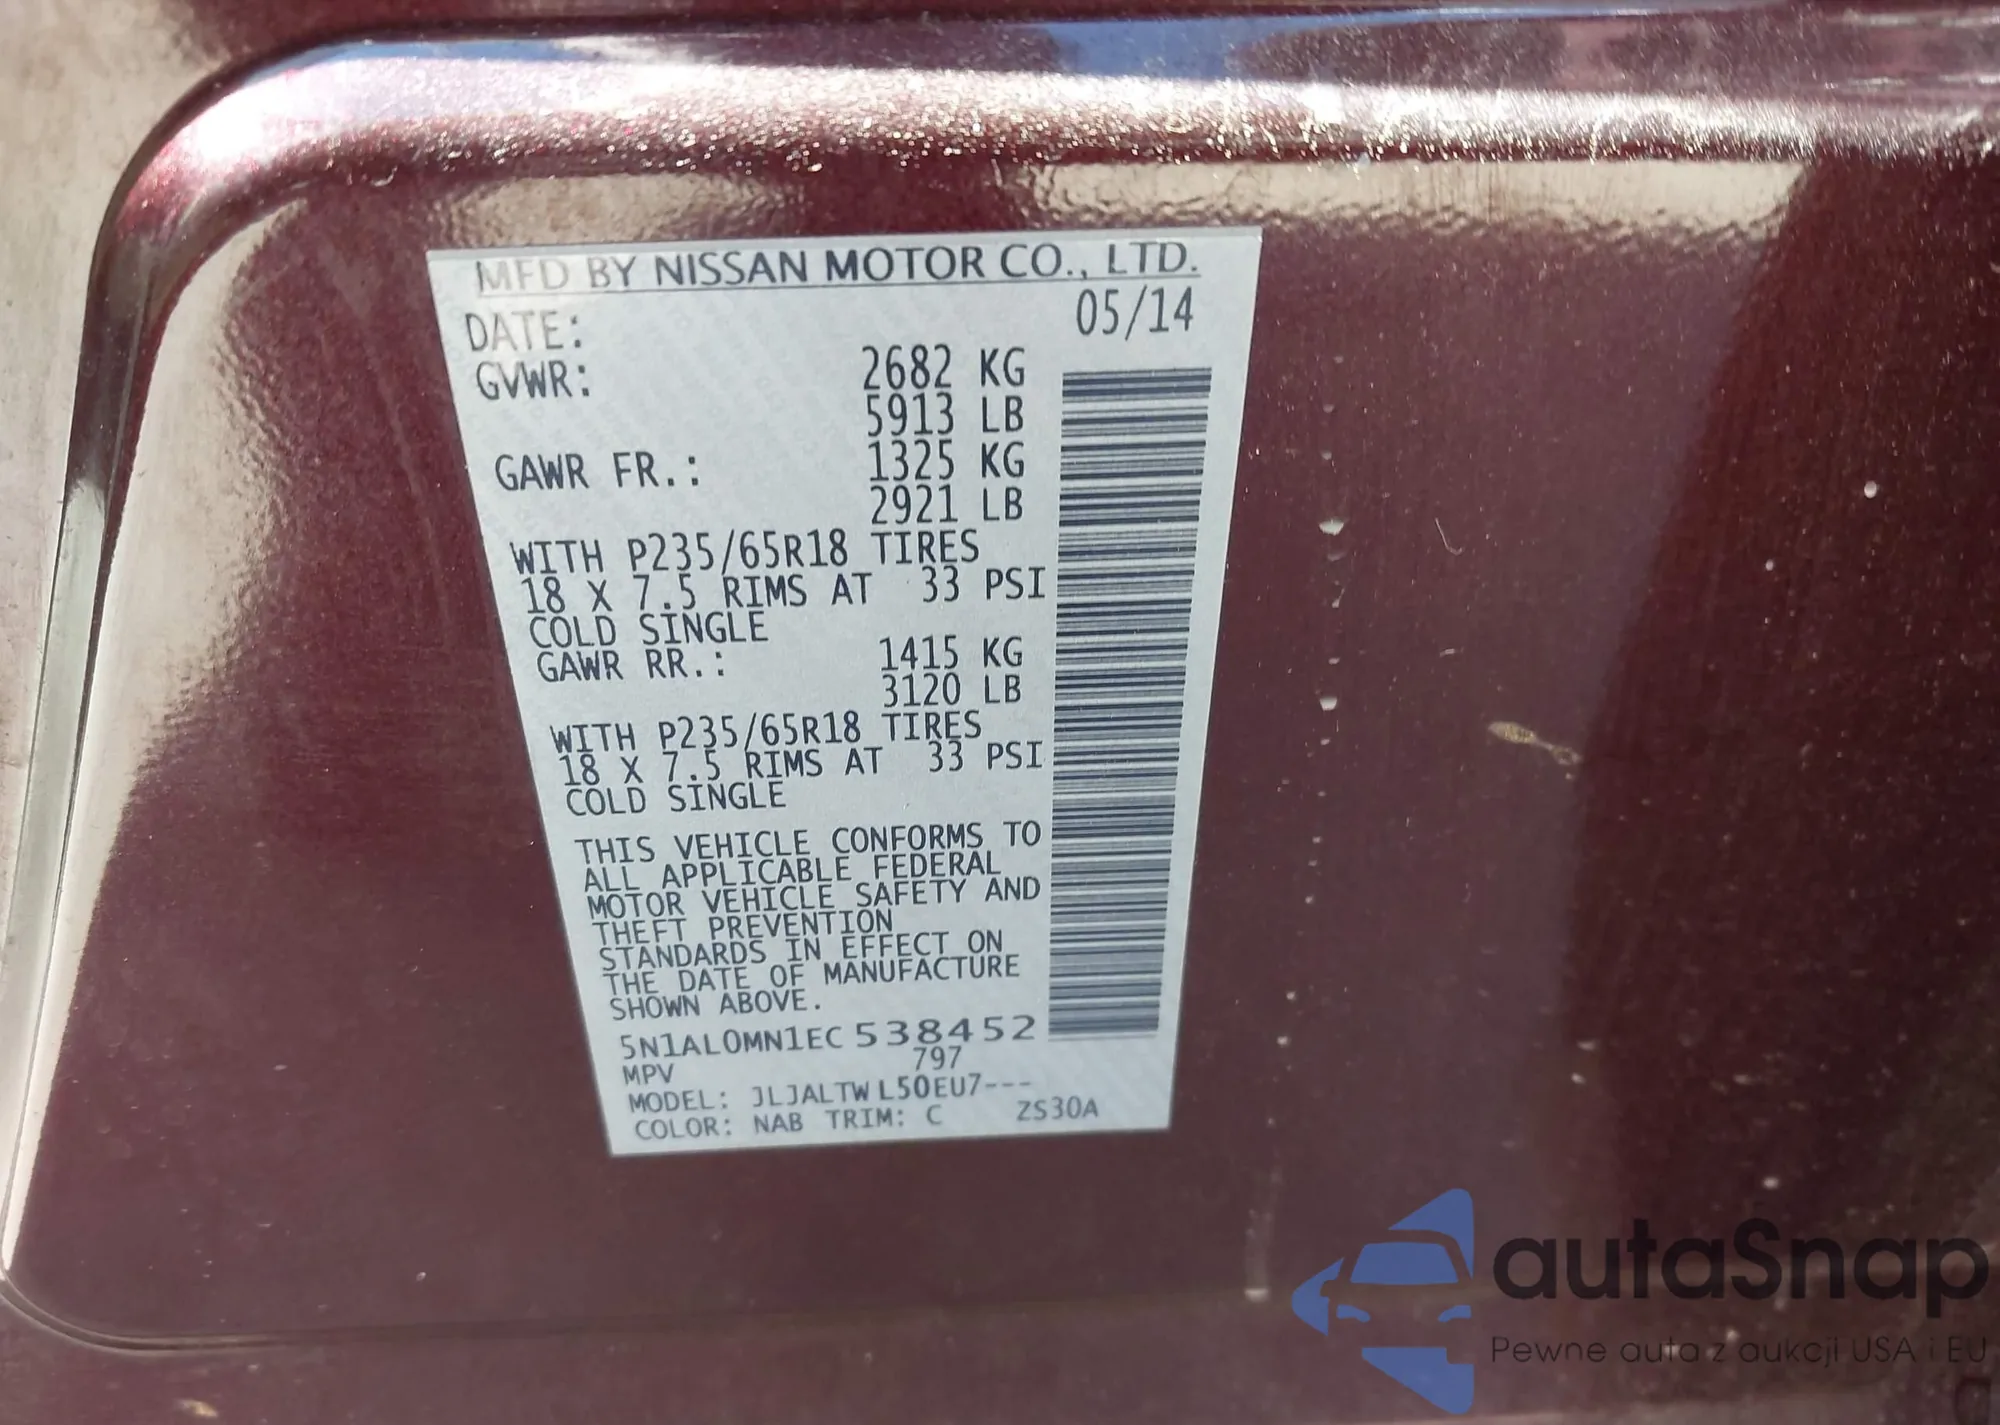 MFD BY NISSAN MOTOR CO., LTD.
DATE: 05/14
GVWR: 2682 KG
5913 LB
GAWR FR.: 1325 KG
2921 LB
WITH P235/65R18 TIRES
18 X 7.5 RIMS AT 33 PSI
COLD SINGLE
GAWR RR.: 1415 KG
3120 LB
WITH P235/65R18 TIRES
18 X 7.5 RIMS AT 33 PSI
COLD SINGLE
THIS VEHICLE CONFORMS TO
ALL APPLICABLE FEDERAL
MOTOR VEHICLE SAFETY AND
THEFT PREVENTION
STANDARDS IN EFFECT ON
THE DATE OF MANUFACTURE
SHOWN ABOVE.
5N1AL0MN1EC538452
MPV 797
MODEL: JLJALTWL50EU7---
COLOR: NAB TRIM: C ZS30A
autaSnap
Pewne auta z aukcji USA i EU